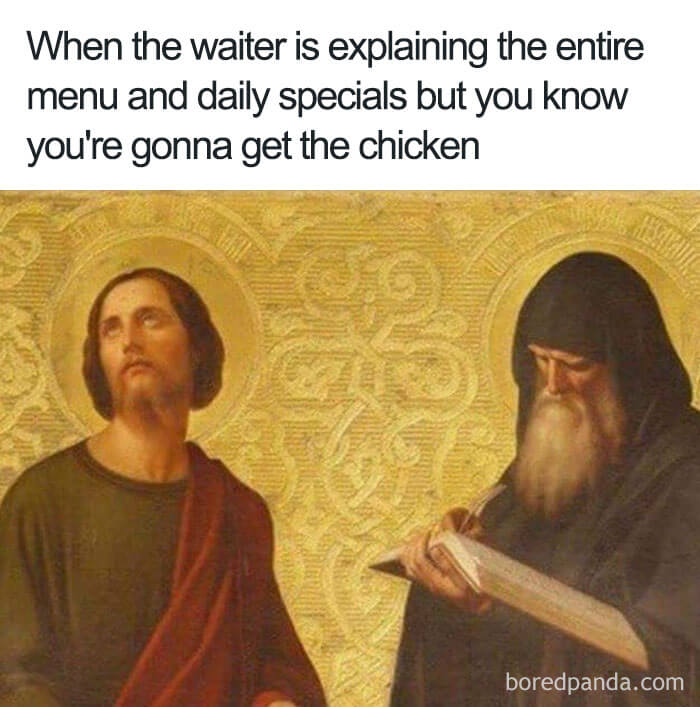 When the waiter is explaining the entire
menu and daily specials but you know
you're gonna get the chicken
boredpanda.com